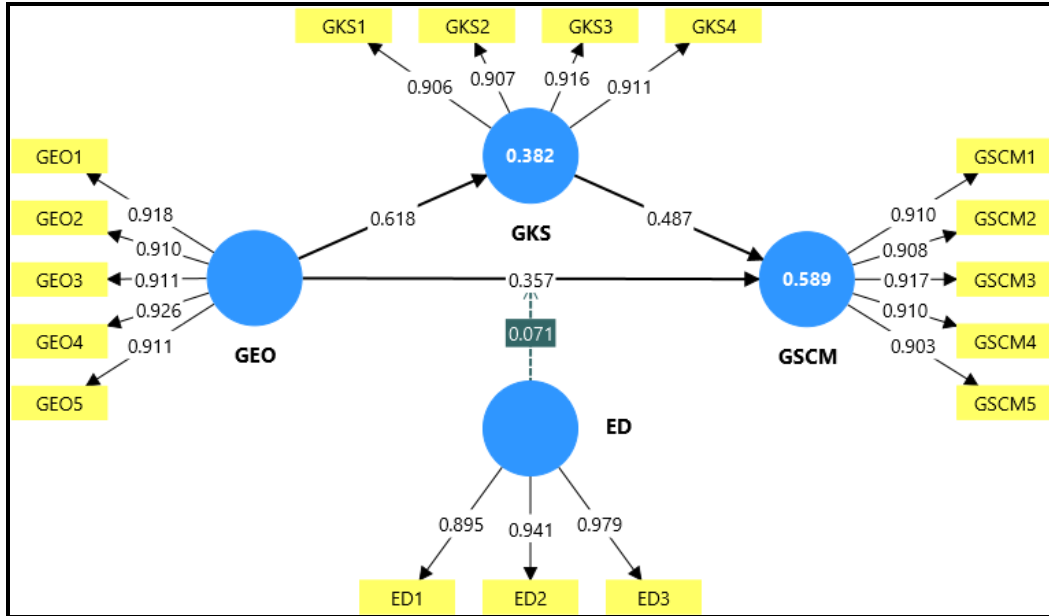 GKS1 GKS2 GKS3 GKS4
0.906 0.907 0.916 0.911
GEO1
GEO2
GEO3
GEO4
GEO5
0.918
0.910
0.911
0.926
0.911
GEO
0.618
0.382
GKS
0.487
0.357
0.071
0.589
GSCM
0.910
0.908
0.917
0.910
0.903
GSCM1
GSCM2
GSCM3
GSCM4
GSCM5
ED
0.895 0.941 0.979
ED1 ED2 ED3